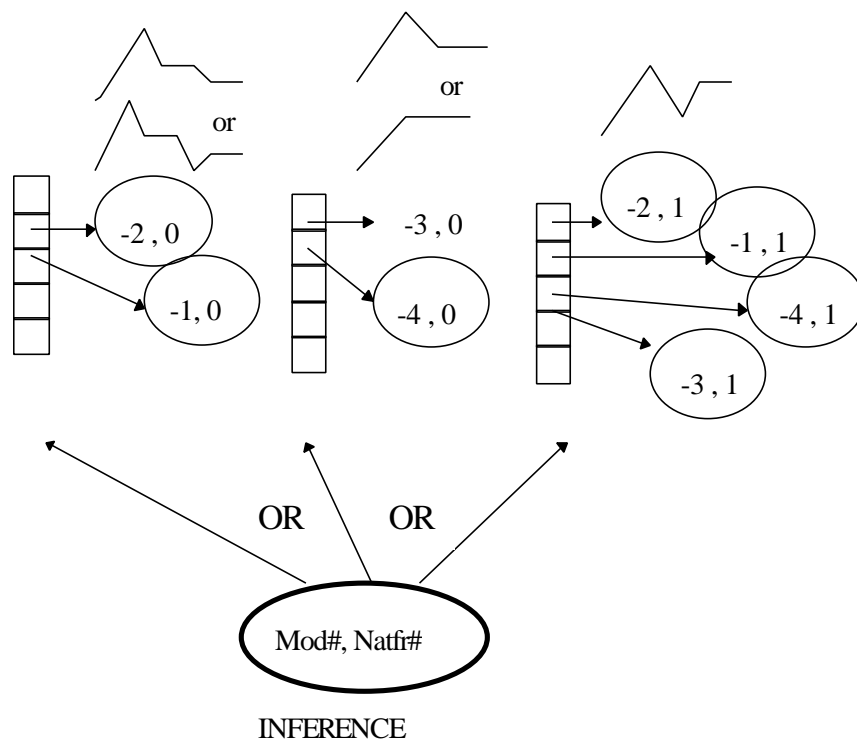 or
or
-2 , 0
-1, 0
-3 , 0
-4 , 0
-2 , 1
-1 , 1
-4 , 1
-3 , 1
OR OR
Mod#, Natfr#
INFERENCE